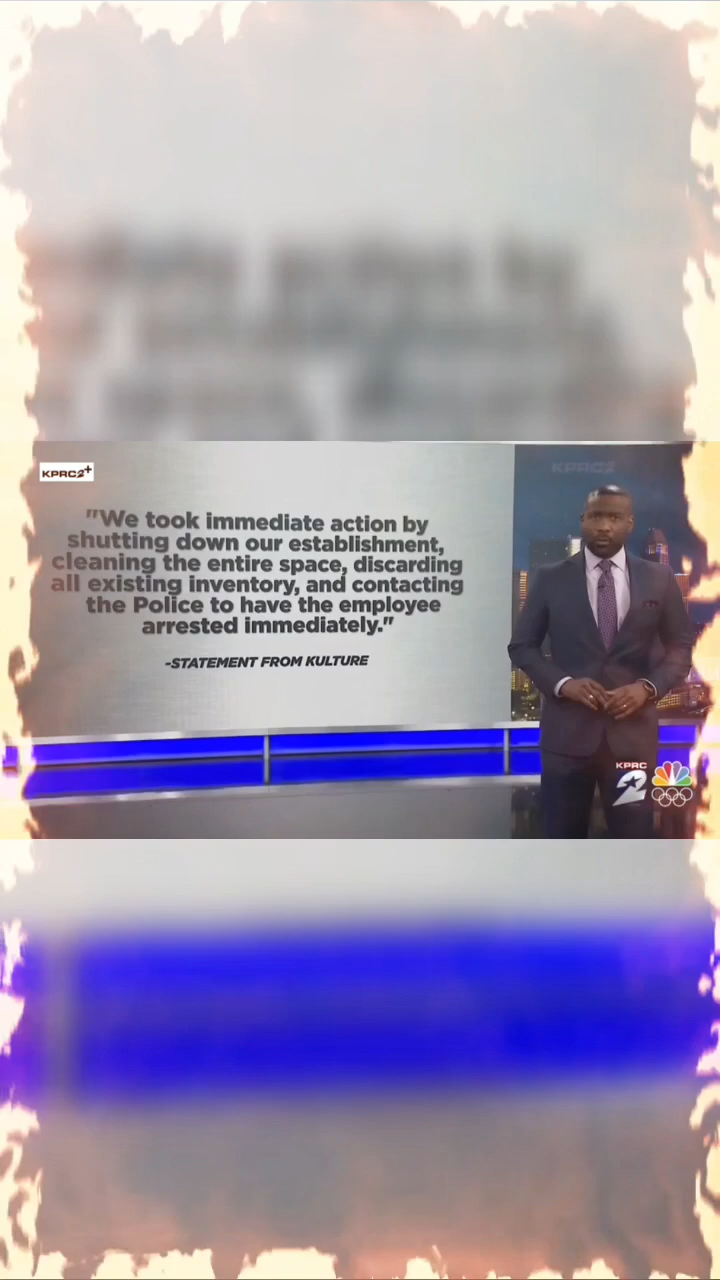 KPRC2+
KPRC2
"We took immediate action by
shutting down our establishment,
cleaning the entire space, discarding
all existing inventory, and contacting
the Police to have the employee
arrested immediately."
-STATEMENT FROM KULTURE
KPRC
2